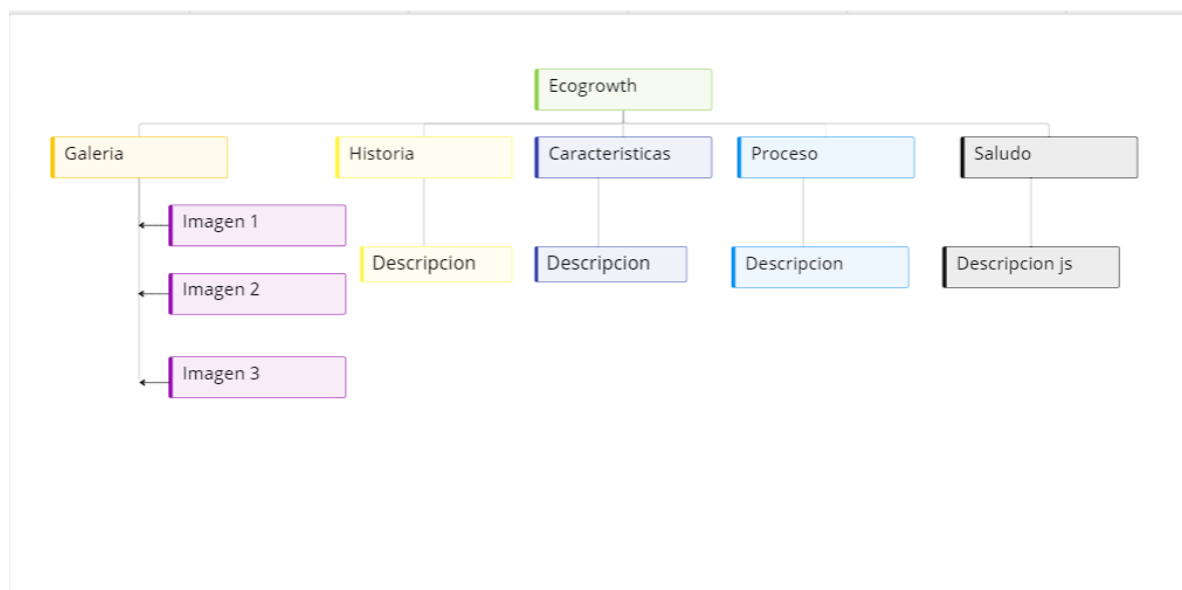 Ecogrowth
Galeria
Historia
Caracteristicas
Proceso
Saludo
Imagen 1
Imagen 2
Imagen 3
Descripcion
Descripcion
Descripcion
Descripcion js